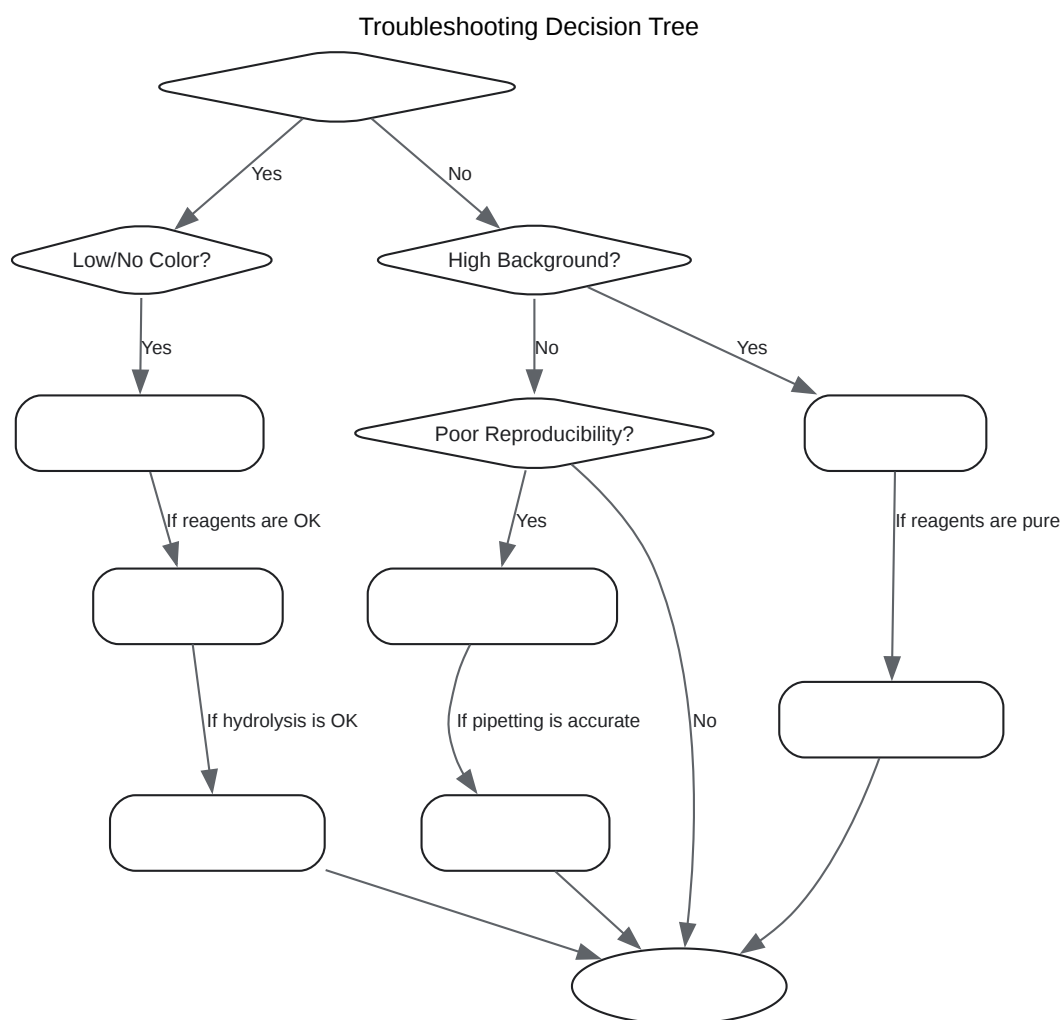 Troubleshooting Decision Tree
Yes
No
Low/No Color?
High Background?
Yes
No
Yes
Poor Reproducibility?
If reagents are OK
Yes
If reagents are pure
If hydrolysis is OK
If pipetting is accurate
No